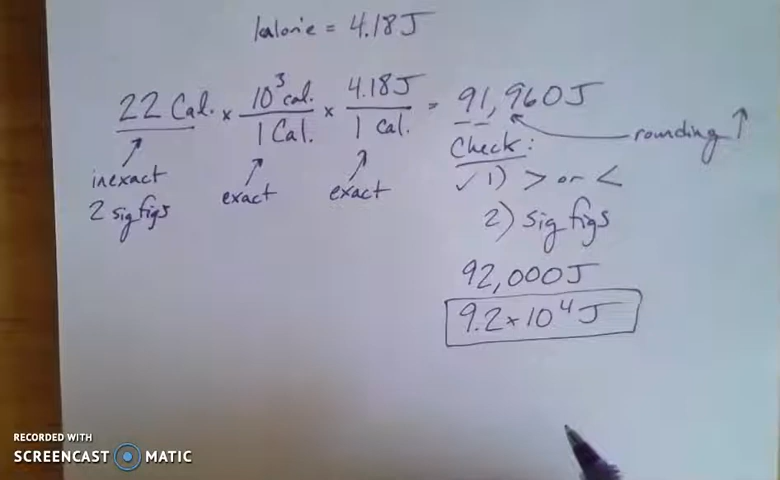 1calorie = 4.18J
22 Cal. × 10³ cal. / 1 Cal. × 4.18J / 1 cal. = 91,960J
rounding ↑
inexact
2 sig figs
exact
exact
Check:
✓ 1) > or <
2) sig figs
92,000J
9.2×10⁴J
RECORDED WITH
SCREENCAST MATIC